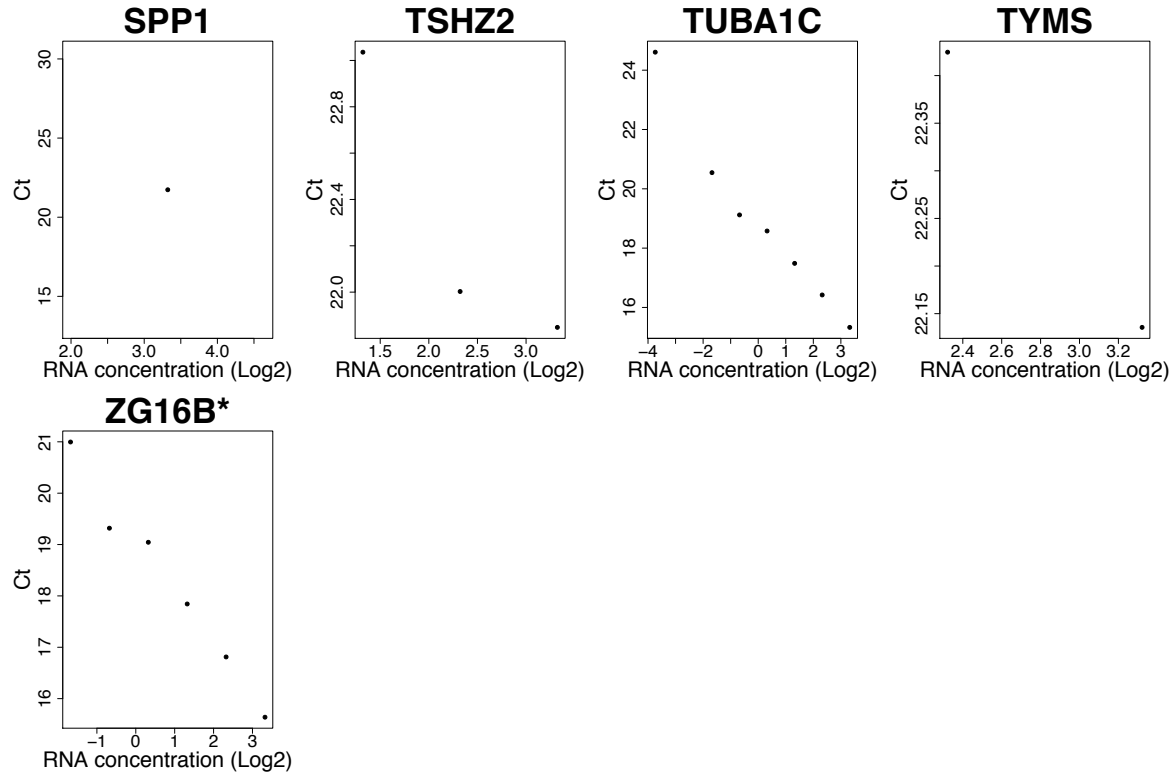 SPP1 TSHZ2 TUBA1C TYMS
Ct
30
25
20
15
2.0 3.0 4.0
RNA concentration (Log2)
Ct
22.8
22.4
22.0
1.5 2.0 2.5 3.0
RNA concentration (Log2)
Ct
24
22
20
18
16
−4 −2 0 1 2 3
RNA concentration (Log2)
Ct
22.35
22.25
22.15
2.4 2.6 2.8 3.0 3.2
RNA concentration (Log2)
ZG16B*
Ct
21
20
19
18
17
16
−1 0 1 2 3
RNA concentration (Log2)